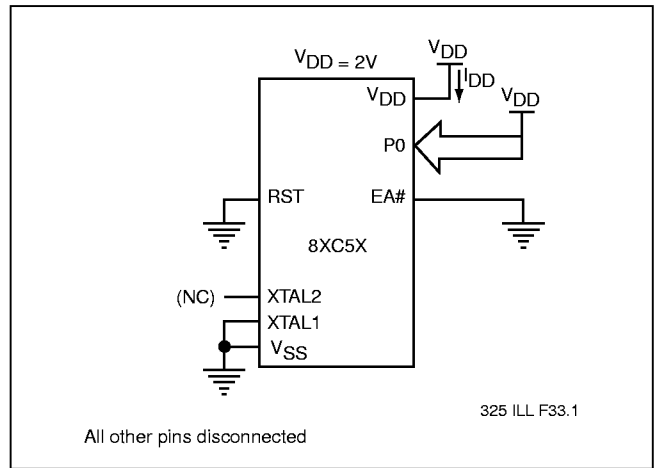 VDD = 2V
VDD
IDD
VDD
VDD
P0
RST
EA#
8XC5X
(NC)
XTAL2
XTAL1
VSS
325 ILL F33.1
All other pins disconnected